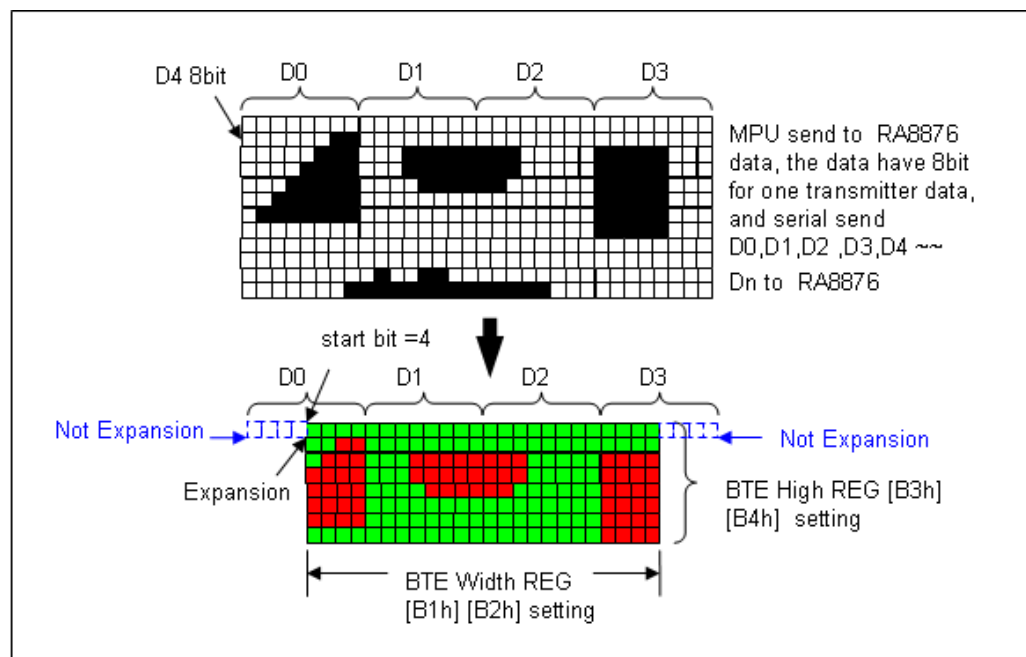 D4 8bit
D0 D1 D2 D3
MPU send to RA8876
data, the data have 8bit
for one transmitter data,
and serial send
D0,D1,D2 ,D3,D4 ~~
Dn to RA8876
start bit =4
D0 D1 D2 D3
Not Expansion
Not Expansion
Expansion
BTE High REG [B3h]
[B4h] setting
BTE Width REG
[B1h] [B2h] setting